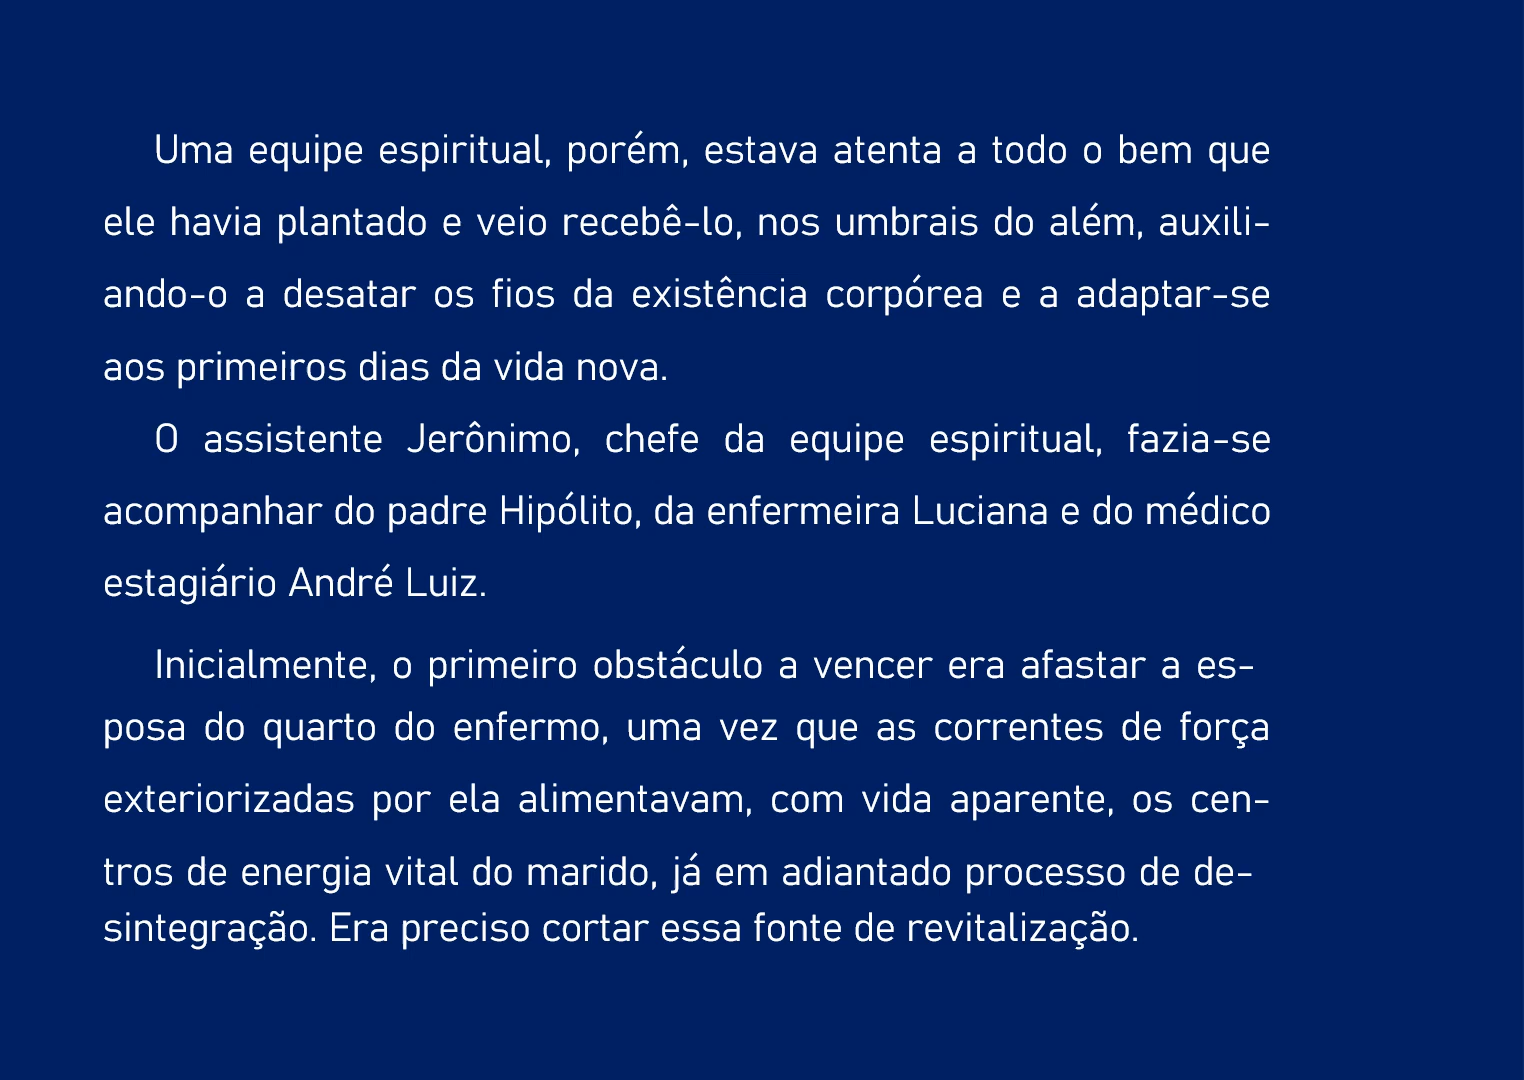 Uma equipe espiritual, porém, estava atenta a todo o bem que
ele havia plantado e veio recebê-lo, nos umbrais do além, auxili-
ando-o a desatar os fios da existência corpórea e a adaptar-se
aos primeiros dias da vida nova.
O assistente Jerônimo, chefe da equipe espiritual, fazia-se
acompanhar do padre Hipólito, da enfermeira Luciana e do médico
estagiário André Luiz.
Inicialmente, o primeiro obstáculo a vencer era afastar a es-
posa do quarto do enfermo, uma vez que as correntes de força
exteriorizadas por ela alimentavam, com vida aparente, os cen-
tros de energia vital do marido, já em adiantado processo de de-
sintegração. Era preciso cortar essa fonte de revitalização.